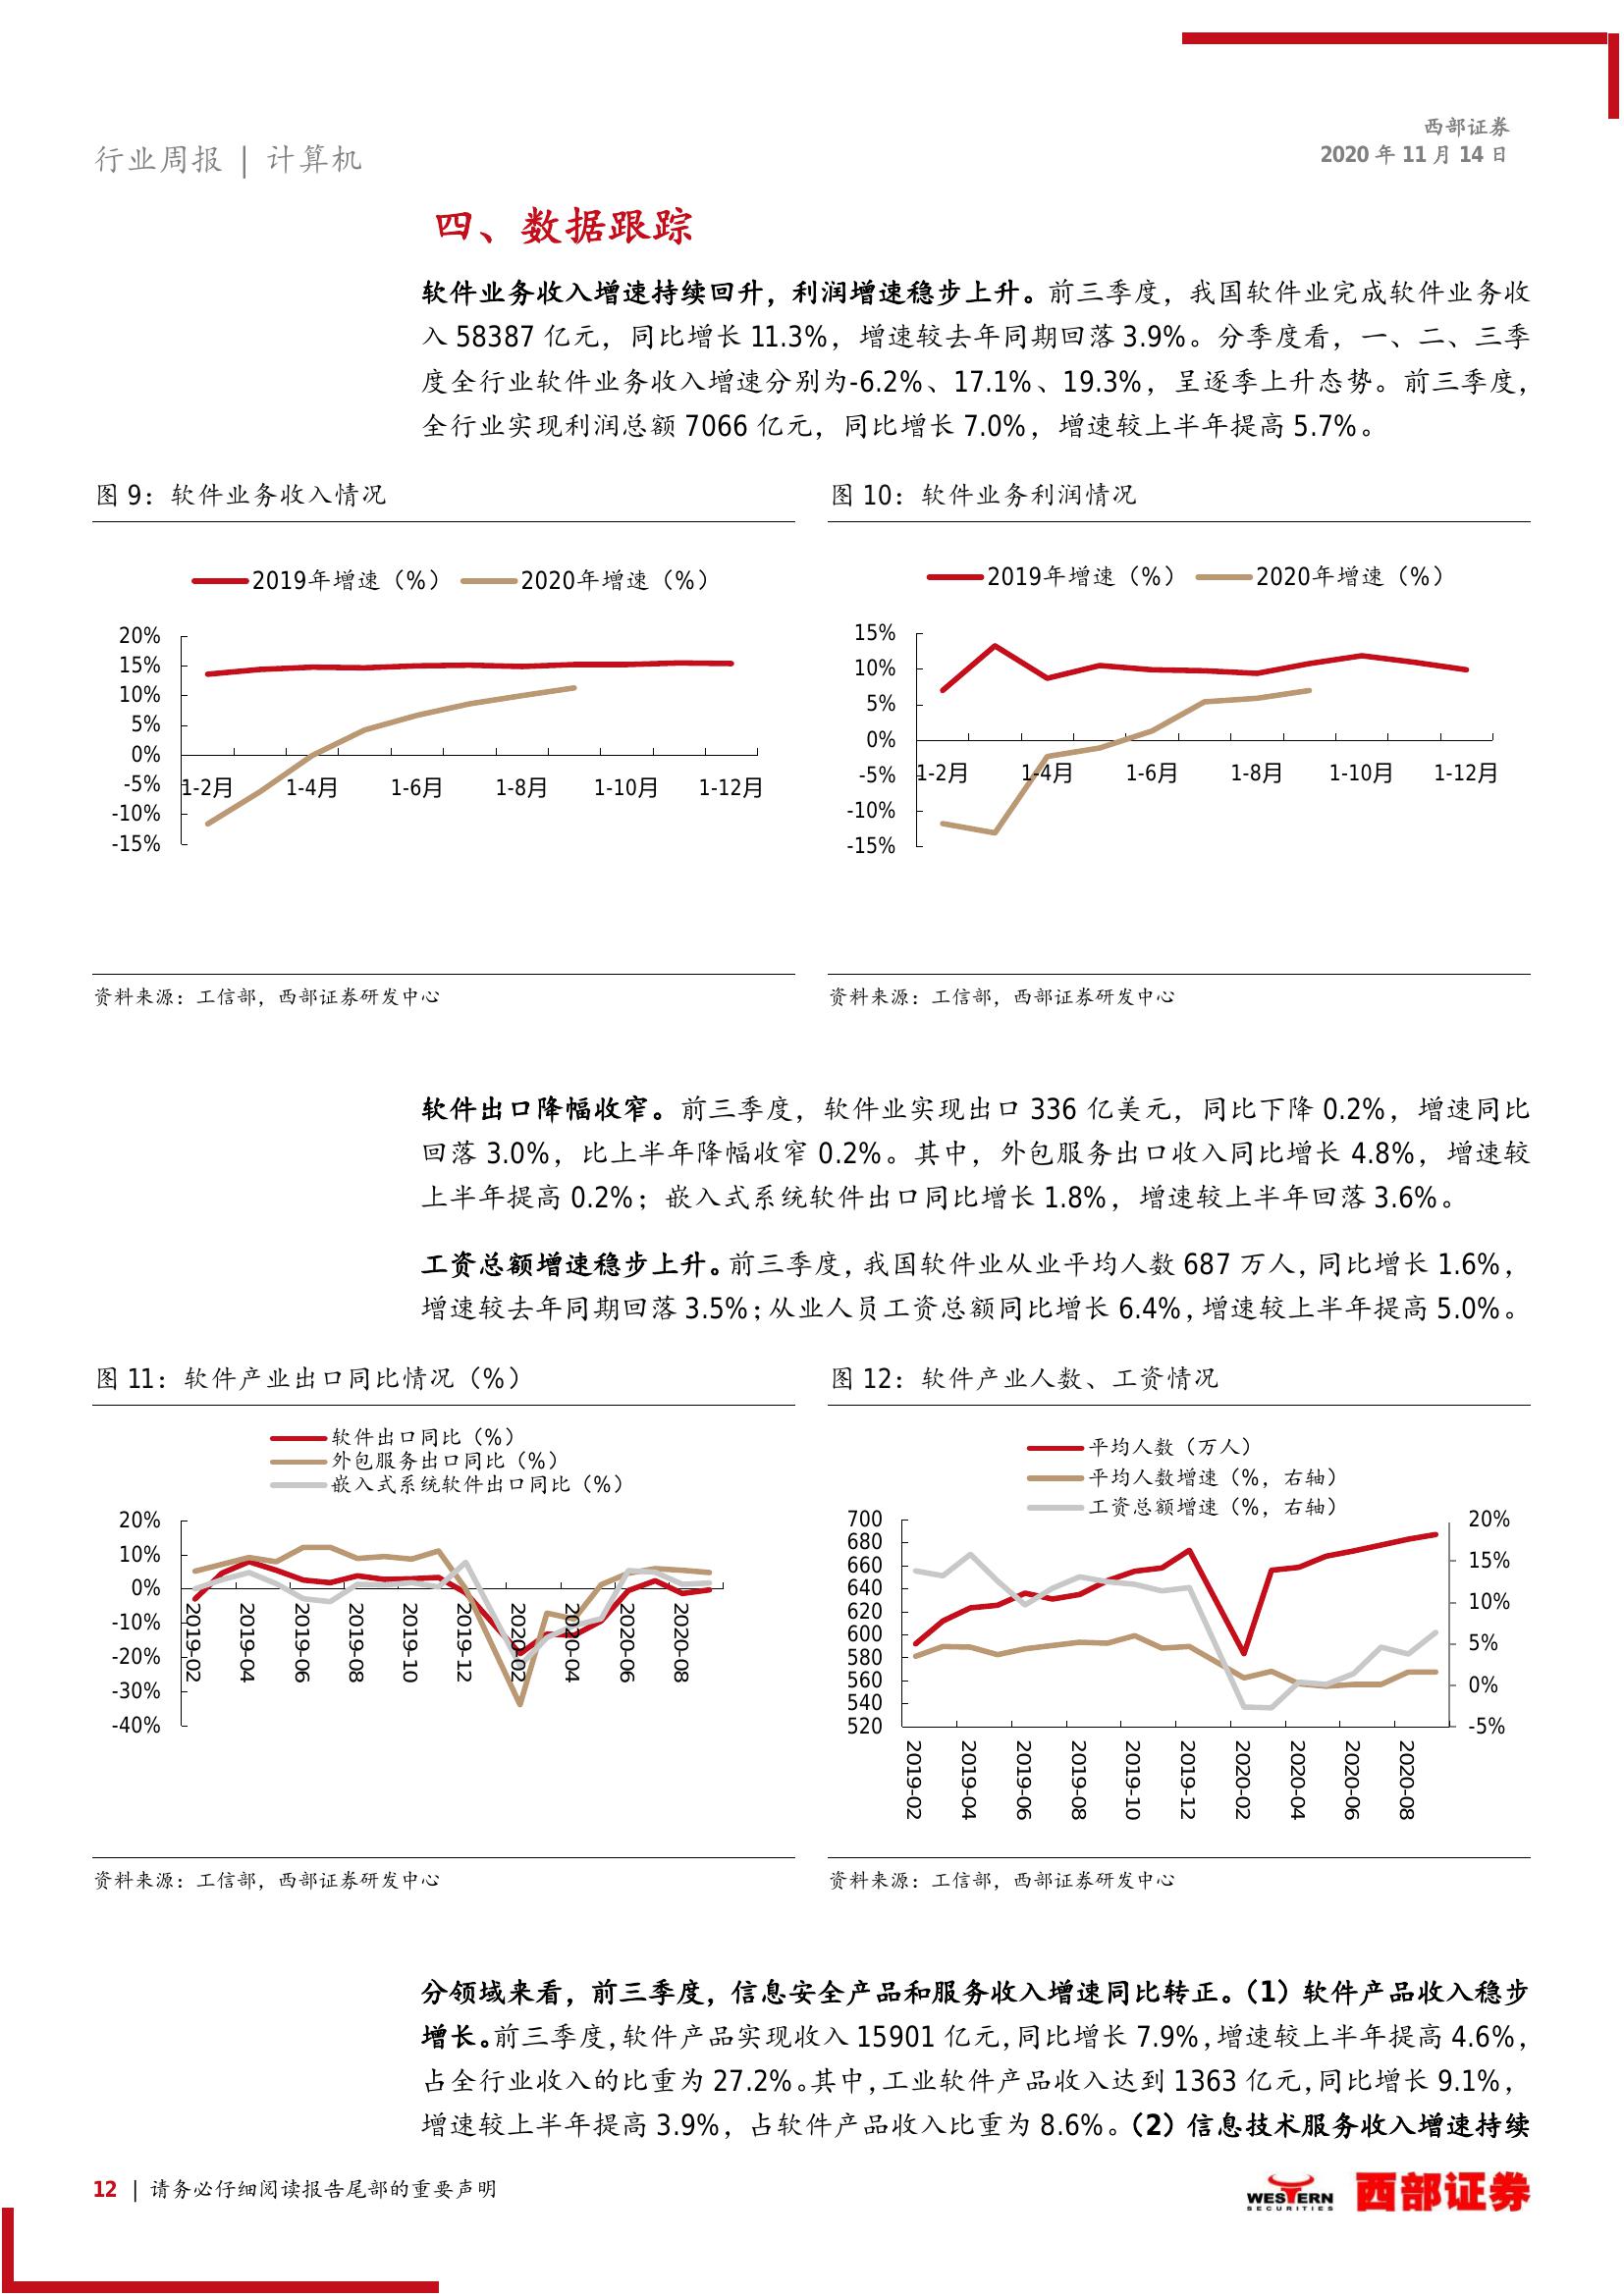 西部证券
行业周报 | 计算机
2020 年 11 月 14 日
四、数据跟踪
软件业务收入增速持续回升，利润增速稳步上升。前三季度，我国软件业完成软件业务收
入 58387 亿元，同比增长 11.3%，增速较去年同期回落 3.9%。分季度看，一、二、三季
度全行业软件业务收入增速分别为-6.2%、17.1%、19.3%，呈逐季上升态势。前三季度，
全行业实现利润总额 7066 亿元，同比增长 7.0%，增速较上半年提高 5.7%。
图 9：软件业务收入情况
2019年增速（%）
2020年增速（%）
20%
15%
10%
5%
0%
-5%
-10%
-15%
1-2月
1-4月
1-6月
1-8月
1-10月
1-12月
资料来源：工信部，西部证券研发中心
图 10：软件业务利润情况
2019年增速（%）
2020年增速（%）
15%
10%
5%
0%
-5%
-10%
-15%
1-2月
1-4月
1-6月
1-8月
1-10月
1-12月
资料来源：工信部，西部证券研发中心
软件出口降幅收窄。前三季度，软件业实现出口 336 亿美元，同比下降 0.2%，增速同比
回落 3.0%，比上半年降幅收窄 0.2%。其中，外包服务出口收入同比增长 4.8%，增速较
上半年提高 0.2%；嵌入式系统软件出口同比增长 1.8%，增速较上半年回落 3.6%。
工资总额增速稳步上升。前三季度，我国软件业从业平均人数 687 万人，同比增长 1.6%，
增速较去年同期回落 3.5%；从业人员工资总额同比增长 6.4%，增速较上半年提高 5.0%。
图 11：软件产业出口同比情况（%）
软件出口同比（%）
外包服务出口同比（%）
嵌入式系统软件出口同比（%）
20%
10%
0%
-10%
-20%
-30%
-40%
2019-02
2019-04
2019-06
2019-08
2019-10
2019-12
2020-02
2020-04
2020-06
2020-08
资料来源：工信部，西部证券研发中心
图 12：软件产业人数、工资情况
平均人数（万人）
平均人数增速（%，右轴）
工资总额增速（%，右轴）
700
680
660
640
620
600
580
560
540
520
20%
15%
10%
5%
0%
-5%
2019-02
2019-04
2019-06
2019-08
2019-10
2019-12
2020-02
2020-04
2020-06
2020-08
资料来源：工信部，西部证券研发中心
分领域来看，前三季度，信息安全产品和服务收入增速同比转正。（1）软件产品收入稳步
增长。前三季度，软件产品实现收入 15901 亿元，同比增长 7.9%，增速较上半年提高 4.6%，
占全行业收入的比重为 27.2%。其中，工业软件产品收入达到 1363 亿元，同比增长 9.1%，
增速较上半年提高 3.9%，占软件产品收入比重为 8.6%。（2）信息技术服务收入增速持续
12 | 请务必仔细阅读报告尾部的重要声明
WESTERN
SECURITIES
西部证券